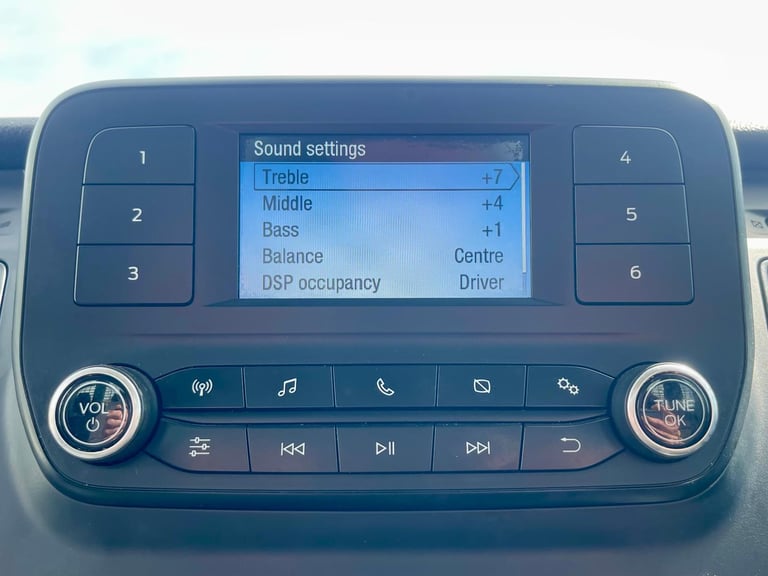 Sound settings
Treble +7
Middle +4
Bass +1
Balance Centre
DSP occupancy Driver
1
2
3
4
5
6
VOL
TUNE
OK